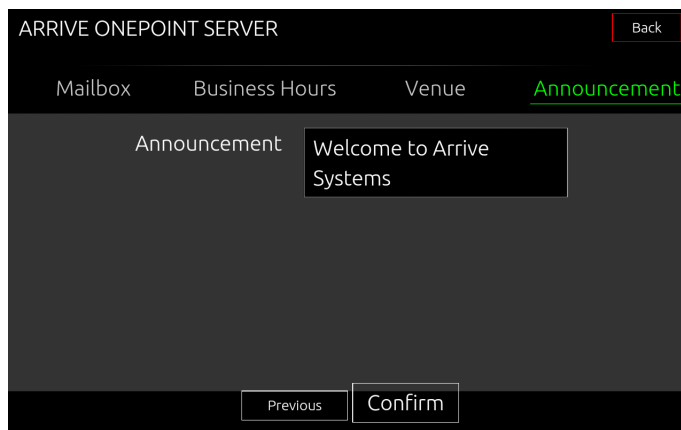 ARRIVE ONEPOINT SERVER
Back
Mailbox Business Hours Venue Announcement
Announcement
Welcome to Arrive
Systems
Previous Confirm